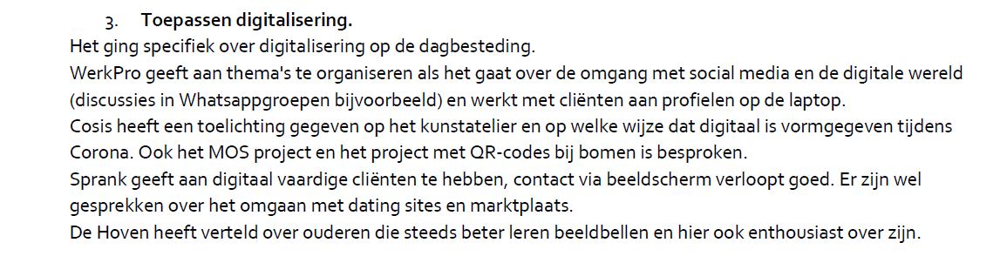 3. Toepassen digitalisering.
Het ging specifiek over digitalisering op de dagbesteding.
WerkPro geeft aan thema's te organiseren als het gaat over de omgang met social media en de digitale wereld
(discussies in Whatsappgroepen bijvoorbeeld) en werkt met cliënten aan profielen op de laptop.
Cosis heeft een toelichting gegeven op het kunstatelier en op welke wijze dat digitaal is vormgegeven tijdens
Corona. Ook het MOS project en het project met QR-codes bij bomen is besproken.
Sprank geeft aan digitaal vaardige cliënten te hebben, contact via beeldscherm verloopt goed. Er zijn wel
gesprekken over het omgaan met dating sites en marktplaats.
De Hoven heeft verteld over ouderen die steeds beter leren beeldbellen en hier ook enthousiast over zijn.